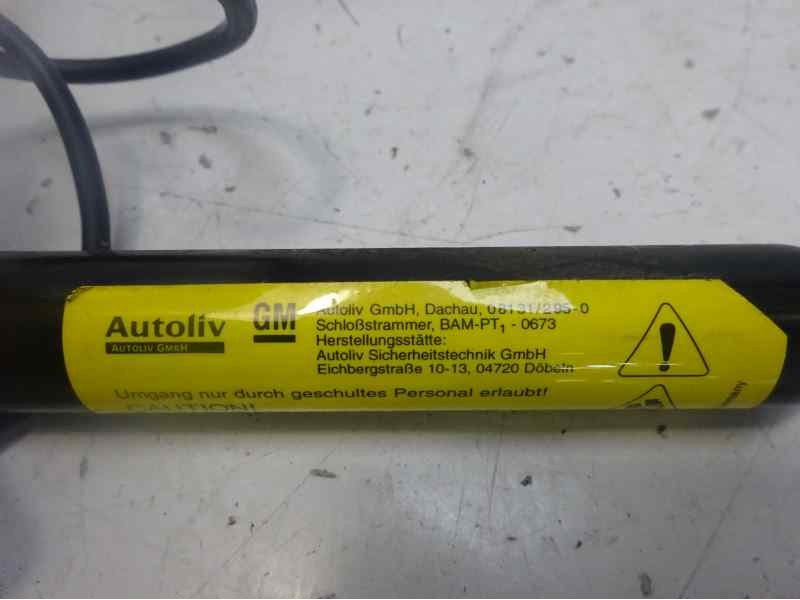 Autoliv
AUTOLIV GMBH
GM
Autoliv GmbH, Dachau, 08131/295-0
Schloßstrammer, BAM-PT1 - 0673
Herstellungsstätte:
Autoliv Sicherheitstechnik GmbH
Eichbergstraße 10-13, 04720 Döbeln
Umgang nur durch geschultes Personal erlaubt!
CAUTION!